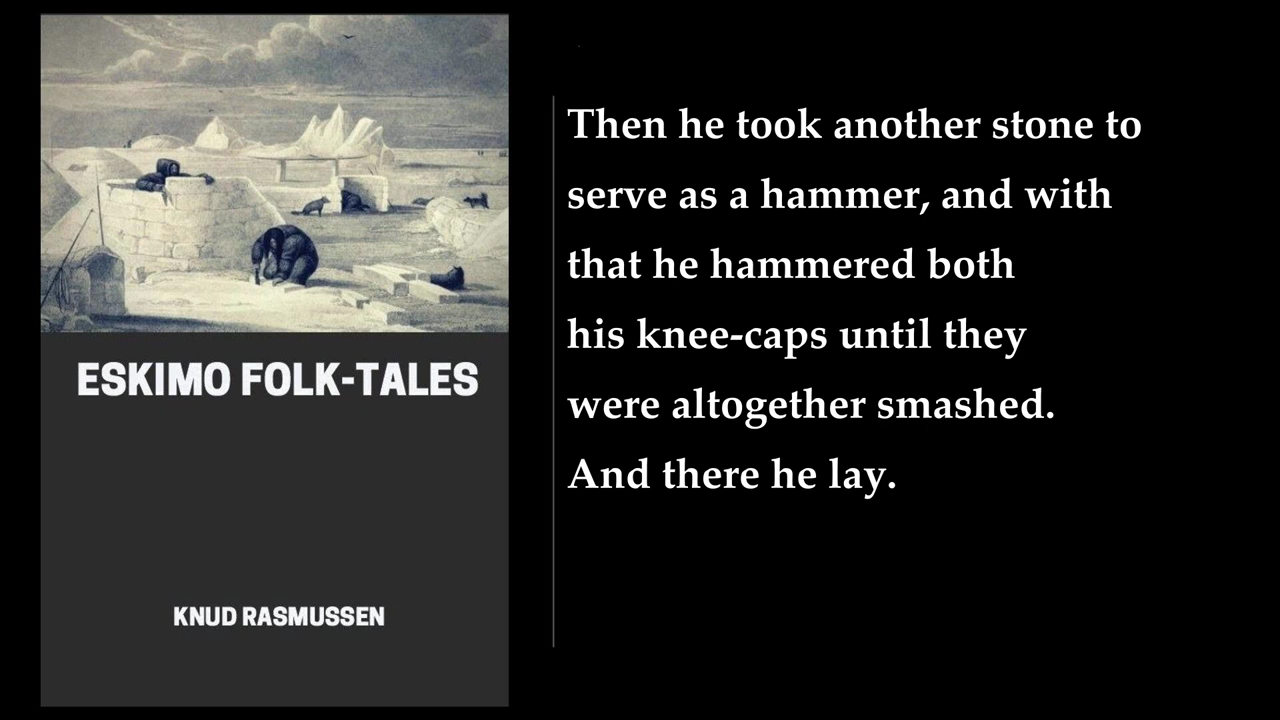 ESKIMO FOLK-TALES
KNUD RASMUSSEN
Then he took another stone to
serve as a hammer, and with
that he hammered both
his knee-caps until they
were altogether smashed.
And there he lay.